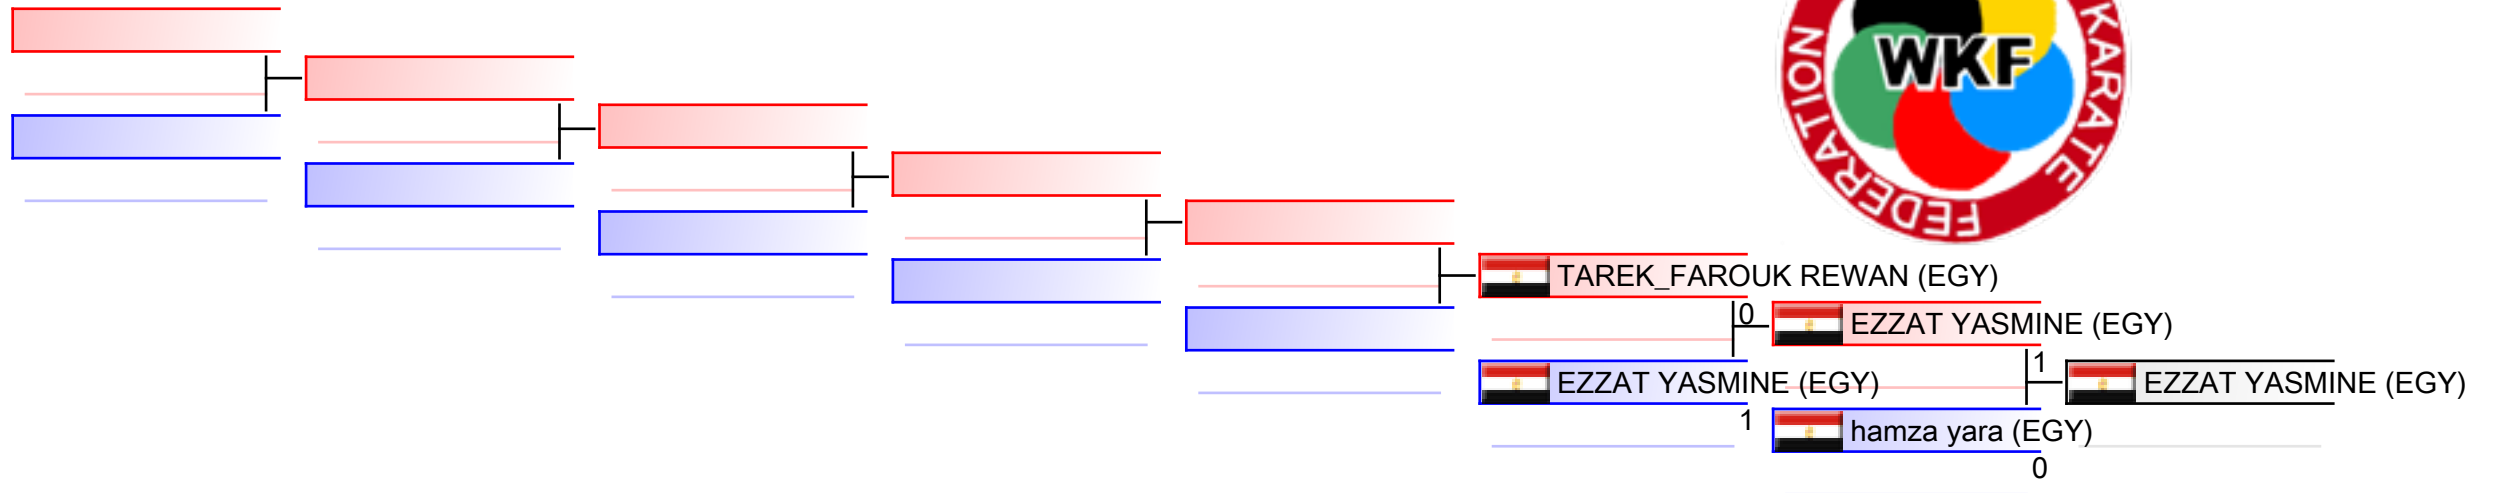 KARATE
FEDERATION
WKF
TAREK_FAROUK REWAN (EGY)
0
EZZAT YASMINE (EGY)
EZZAT YASMINE (EGY)
1
1
EZZAT YASMINE (EGY)
hamza yara (EGY)
0